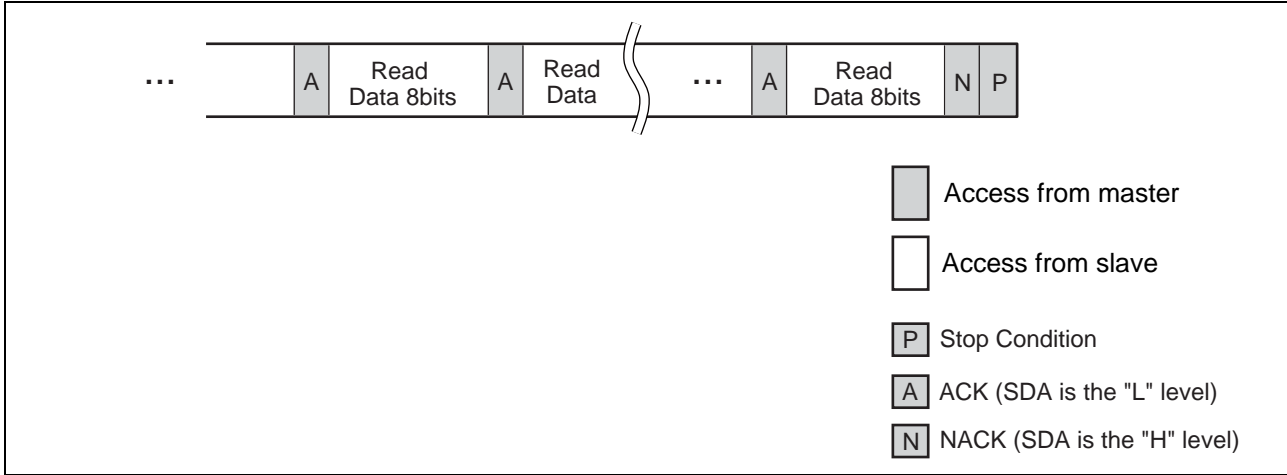 ... A Read Data 8bits A Read Data ... A Read Data 8bits N P
Access from master
Access from slave
P Stop Condition
A ACK (SDA is the "L" level)
N NACK (SDA is the "H" level)